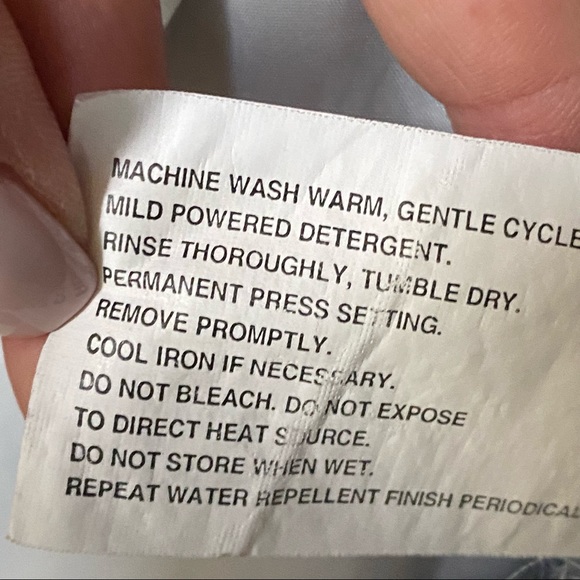 MACHINE WASH WARM, GENTLE CYCLE
MILD POWERED DETERGENT.
RINSE THOROUGHLY, TUMBLE DRY.
PERMANENT PRESS SETTING.
REMOVE PROMPTLY.
COOL IRON IF NECESSARY.
DO NOT BLEACH. DO NOT EXPOSE
TO DIRECT HEAT SOURCE.
DO NOT STORE WHEN WET.
REPEAT WATER REPELLENT FINISH PERIODICAL